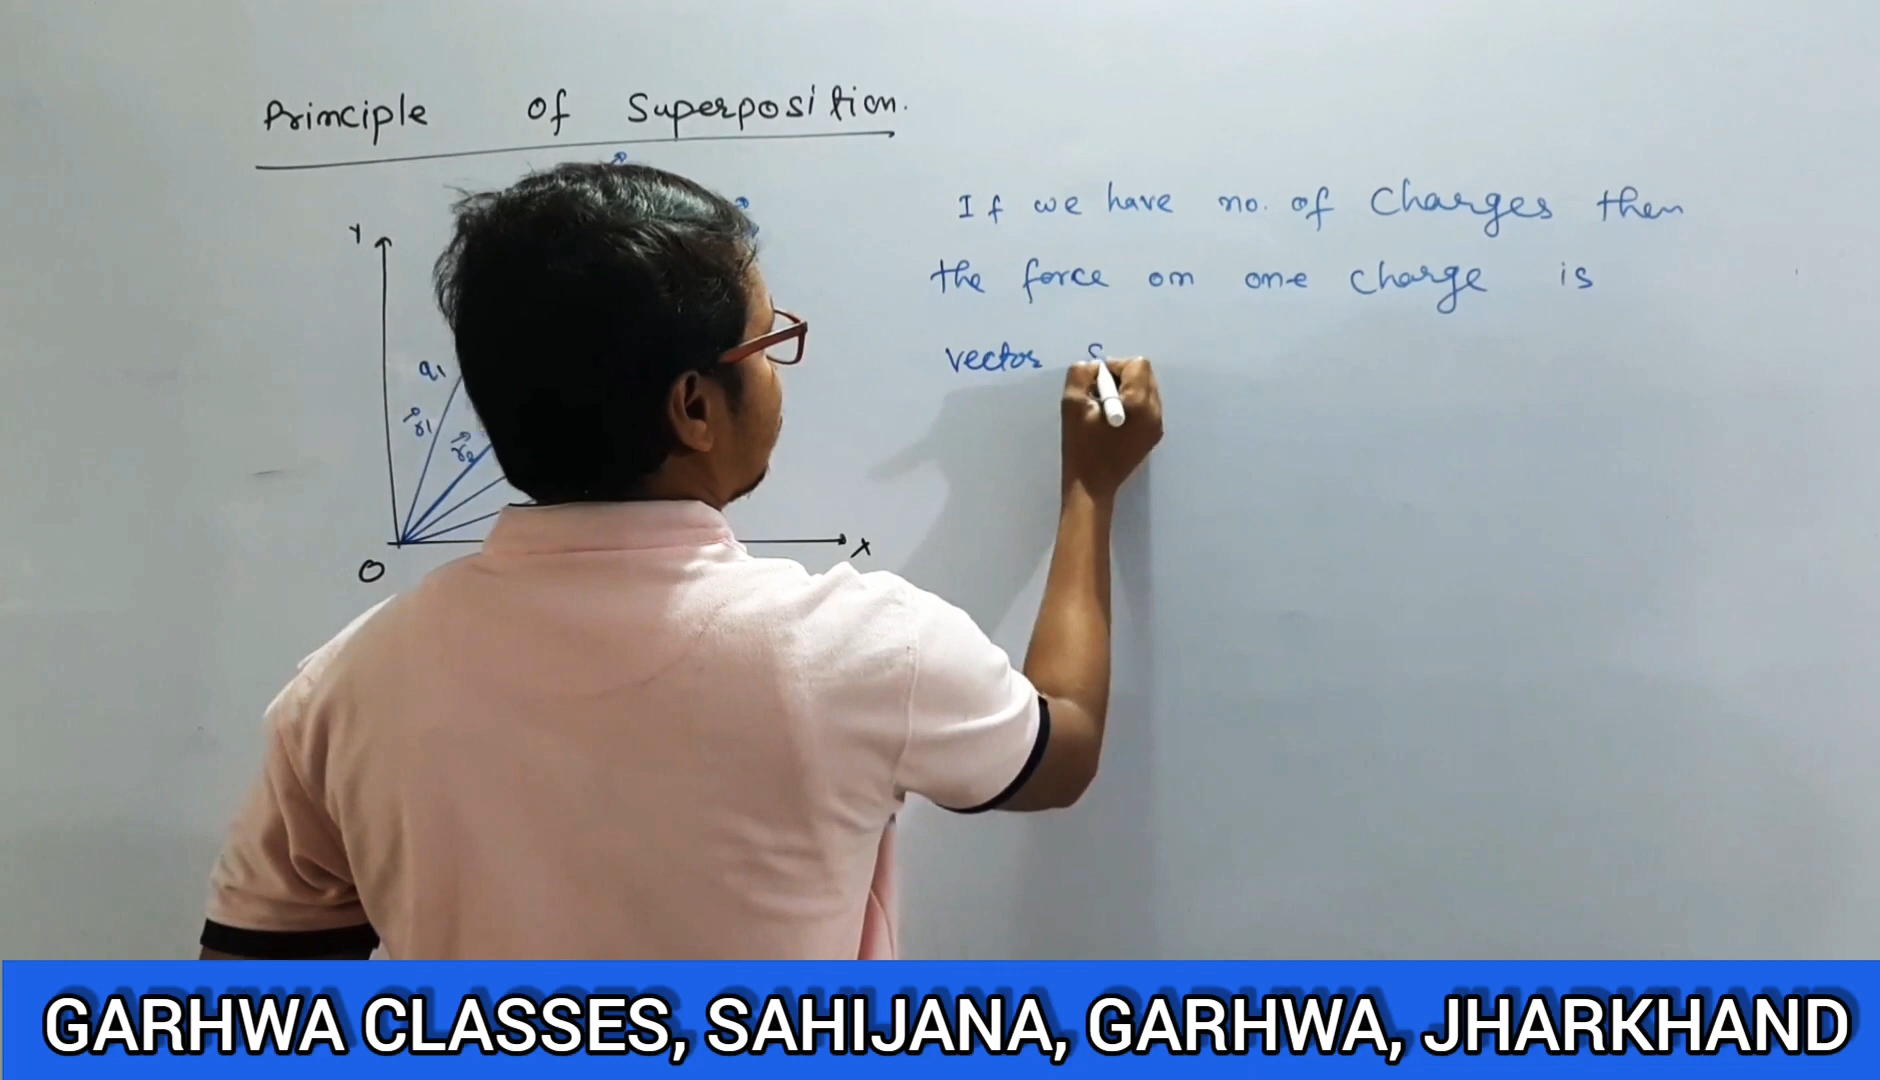 Principle of Superposition.
If we have no. of charges then
the force on one charge is
vector S
Y
q1
r1
r2
O
X
GARHWA CLASSES, SAHIJANA, GARHWA, JHARKHAND